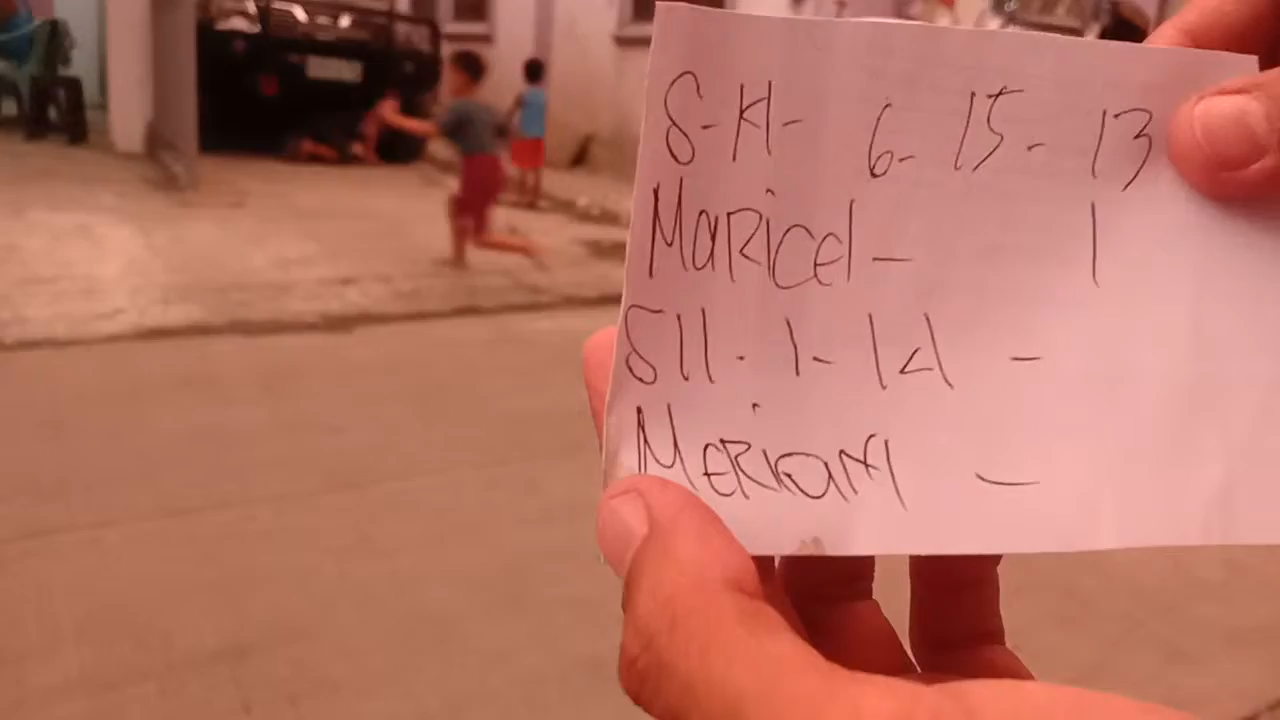 S-H- 6-15-13
Maricel - 1
S11-1-14 -
Meriam -